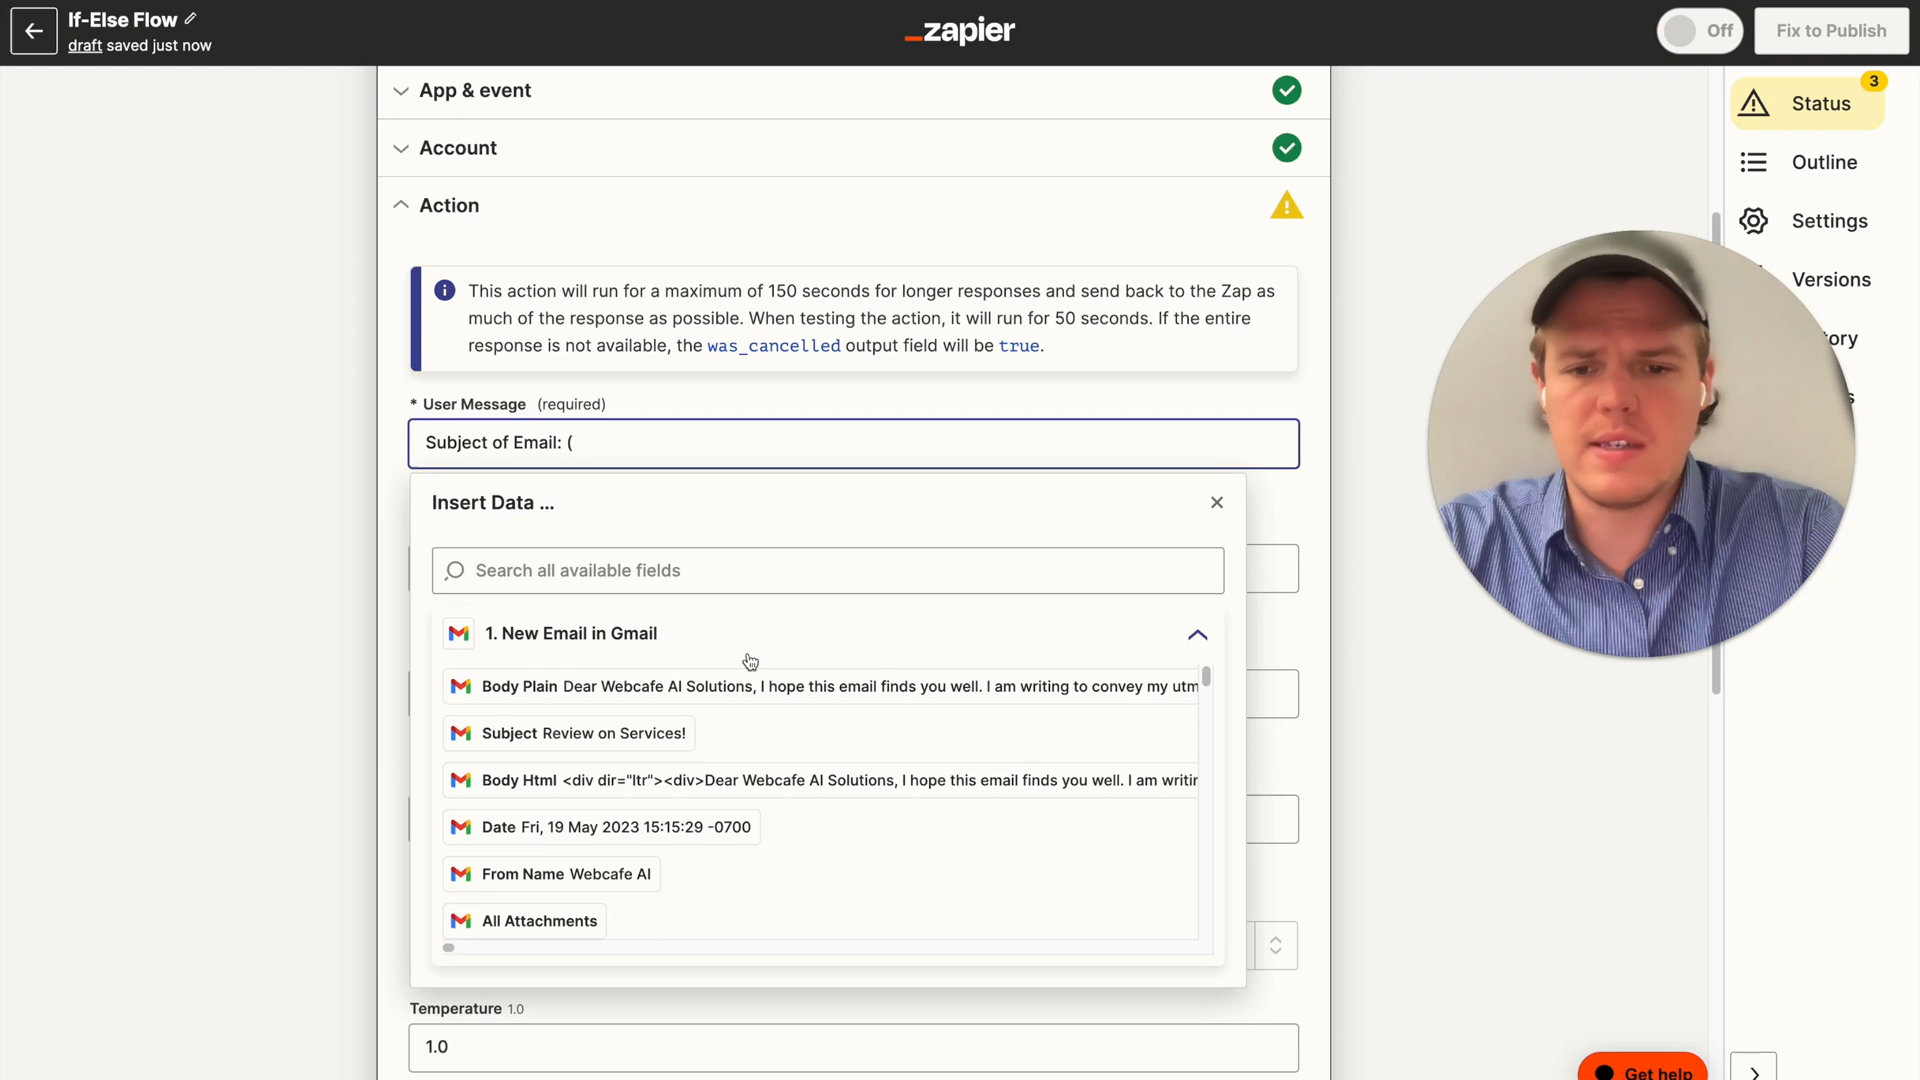 If-Else Flow
draft saved just now
zapier
Off
Fix to Publish
App & event
Account
Action
This action will run for a maximum of 150 seconds for longer responses and send back to the Zap as
much of the response as possible. When testing the action, it will run for 50 seconds. If the entire
response is not available, the was_cancelled output field will be true.
* User Message (required)
Subject of Email: (
Insert Data ...
Search all available fields
1. New Email in Gmail
Body Plain Dear Webcafe AI Solutions, I hope this email finds you well. I am writing to convey my utm
Subject Review on Services!
Body Html <div dir="ltr"><div>Dear Webcafe AI Solutions, I hope this email finds you well. I am writin
Date Fri, 19 May 2023 15:15:29 -0700
From Name Webcafe AI
All Attachments
Temperature 1.0
1.0
3
Status
Outline
Settings
Versions
ory
s
Get help